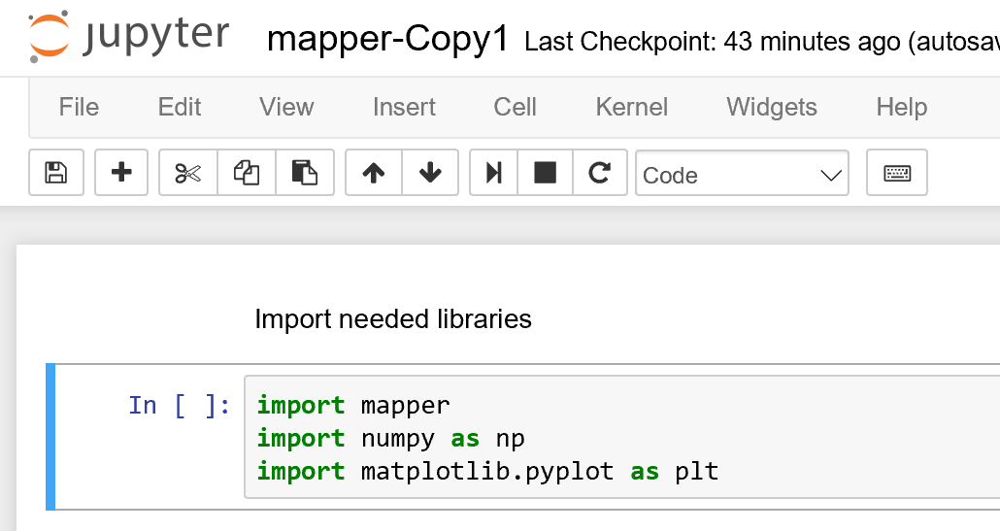 jupyter mapper-Copy1 Last Checkpoint: 43 minutes ago
File Edit View Insert Cell Kernel Widgets Help
Code
Import needed libraries
In [ ]: import mapper
import numpy as np
import matplotlib.pyplot as plt